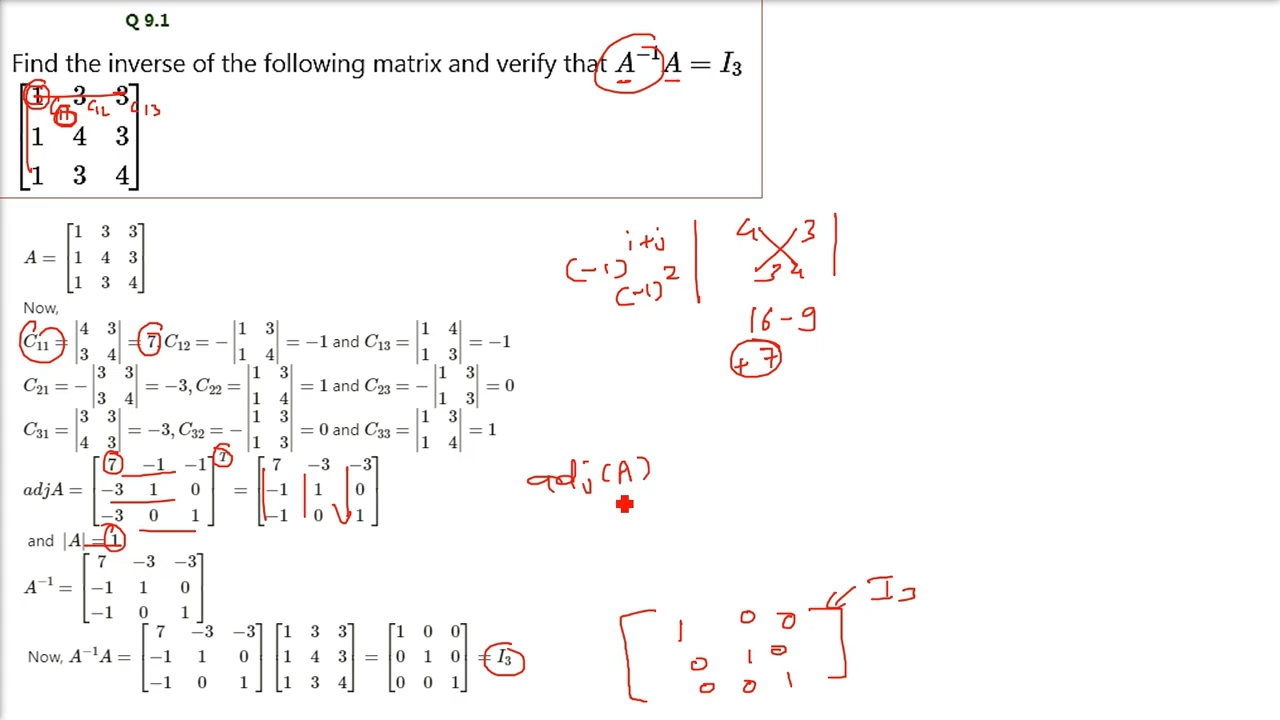 Q 9.1
Find the inverse of the following matrix and verify that A⁻¹A = I₃
1 3 3
C11 C12 C13
1 4 3
1 3 4
A = [1 3 3
1 4 3
1 3 4]
Now,
C₁₁ = |4 3; 3 4| = 7, C₁₂ = −|1 3; 1 4| = −1 and C₁₃ = |1 4; 1 3| = −1
C₂₁ = −|3 3; 3 4| = −3, C₂₂ = |1 3; 1 4| = 1 and C₂₃ = −|1 3; 1 3| = 0
C₃₁ = |3 3; 4 3| = −3, C₃₂ = −|1 3; 1 3| = 0 and C₃₃ = |1 3; 1 4| = 1
adjA = [7 −1 −1; −3 1 0; −3 0 1]ᵀ = [7 −3 −3; −1 1 0; −1 0 1]
and |A| = 1
A⁻¹ = [7 −3 −3; −1 1 0; −1 0 1]
Now, A⁻¹A = [7 −3 −3; −1 1 0; −1 0 1] [1 3 3; 1 4 3; 1 3 4] = [1 0 0; 0 1 0; 0 0 1] = I₃
(−1)^i+j | 4 3 |
(−1)² 3 4
16 − 9
+ 7
adj(A)
I₃
1 0 0
0 1 0
0 0 1